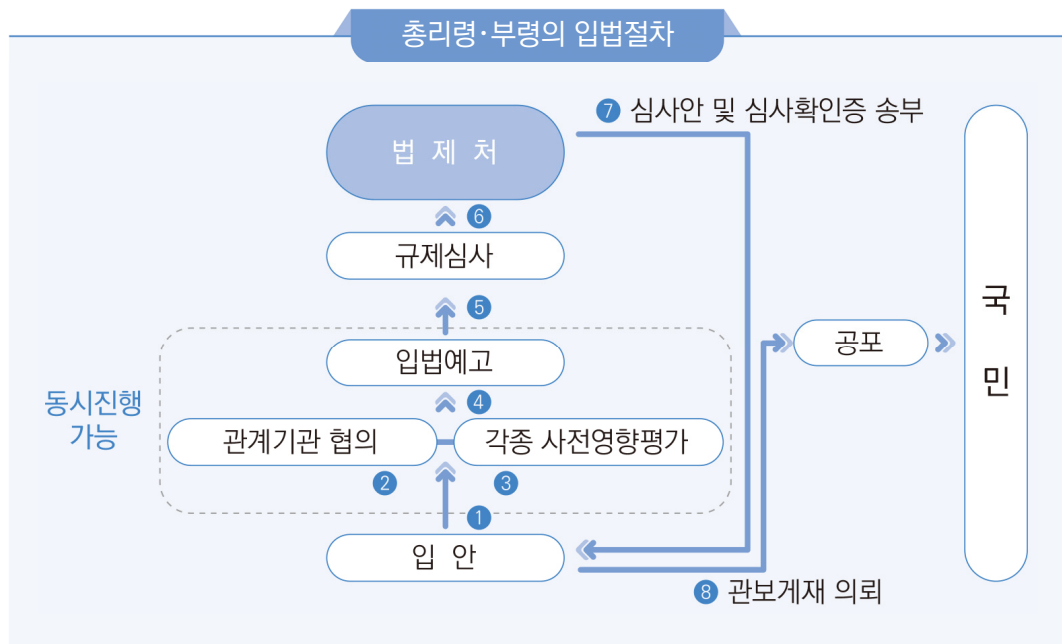 총리령·부령의 입법절차
7 심사안 및 심사확인증 송부
법 제 처
6
규제심사
5
입법예고
4
동시진행
가능
관계기관 협의
각종 사전영향평가
2
3
1
입 안
8 관보게재 의뢰
공포
국
민